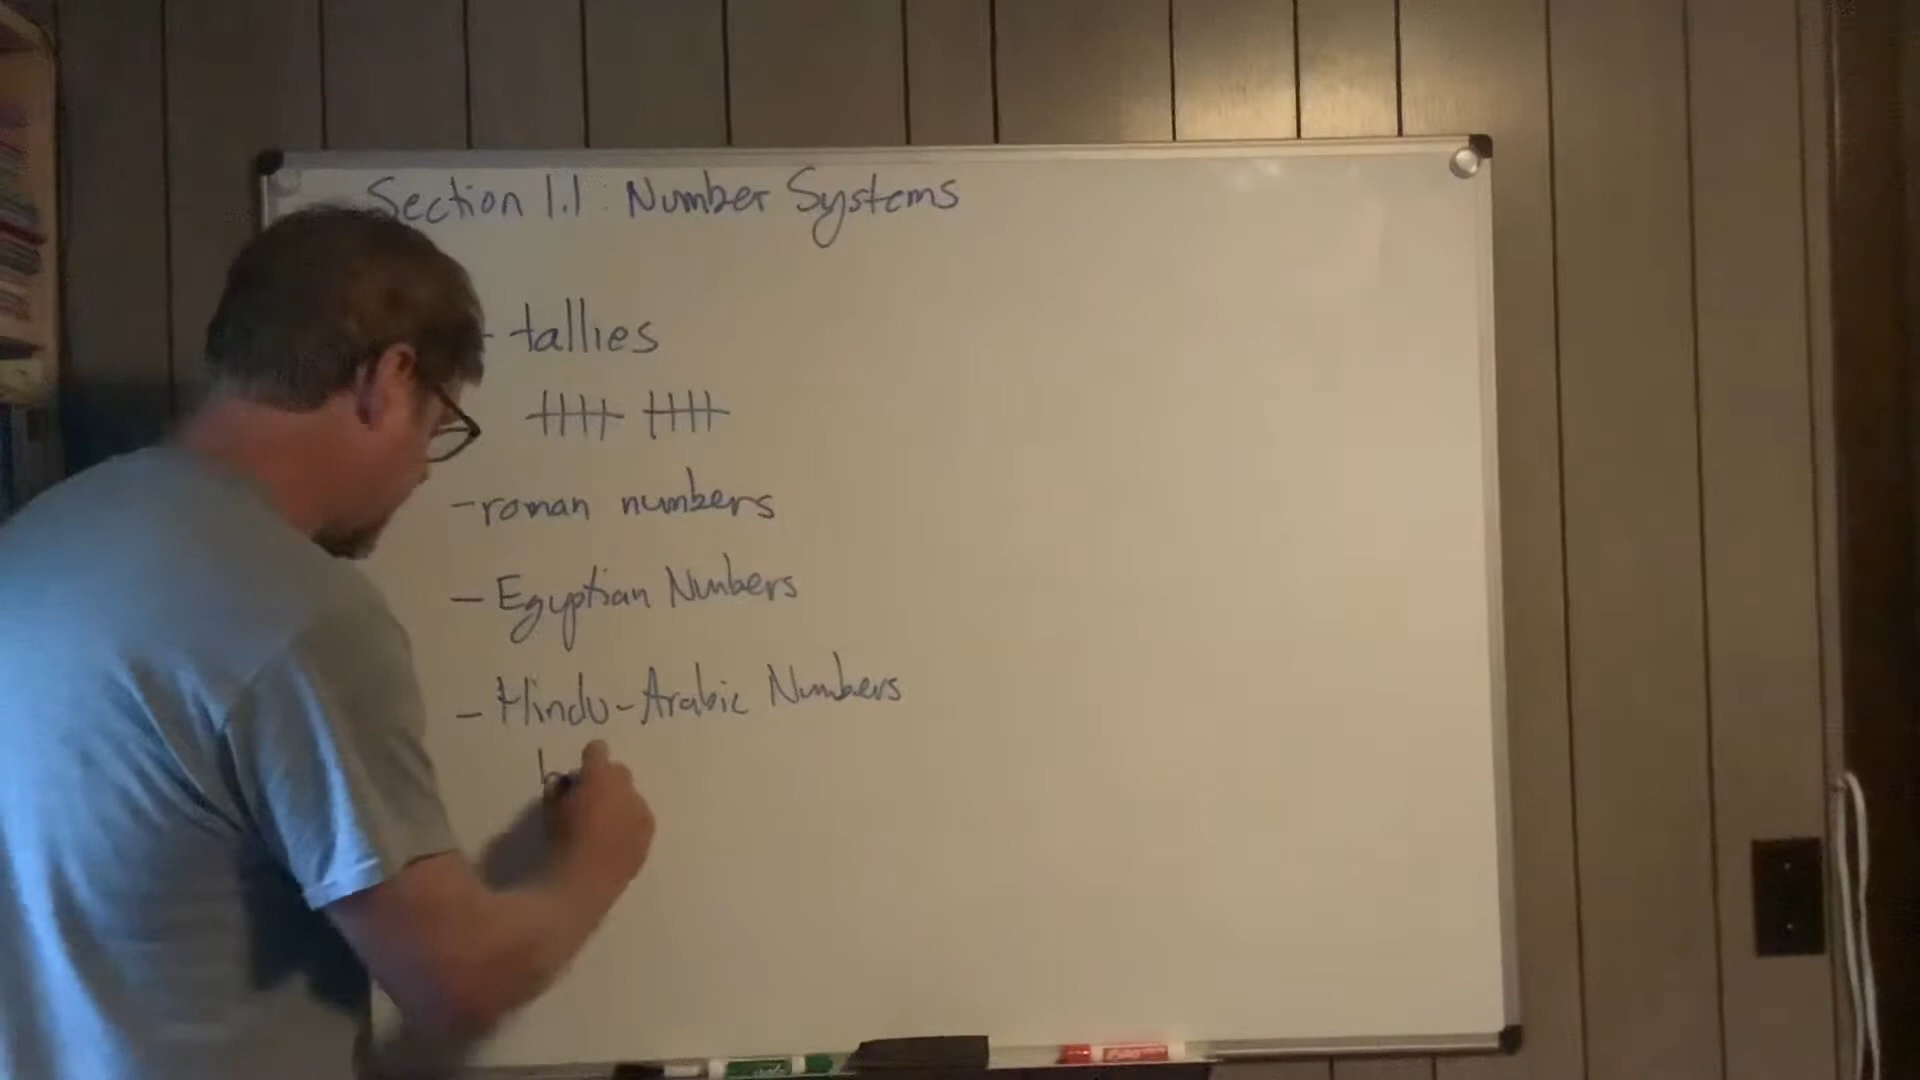 Section 1.1: Number Systems
- tallies
- roman numbers
- Egyptian Numbers
- Hindu-Arabic Numbers